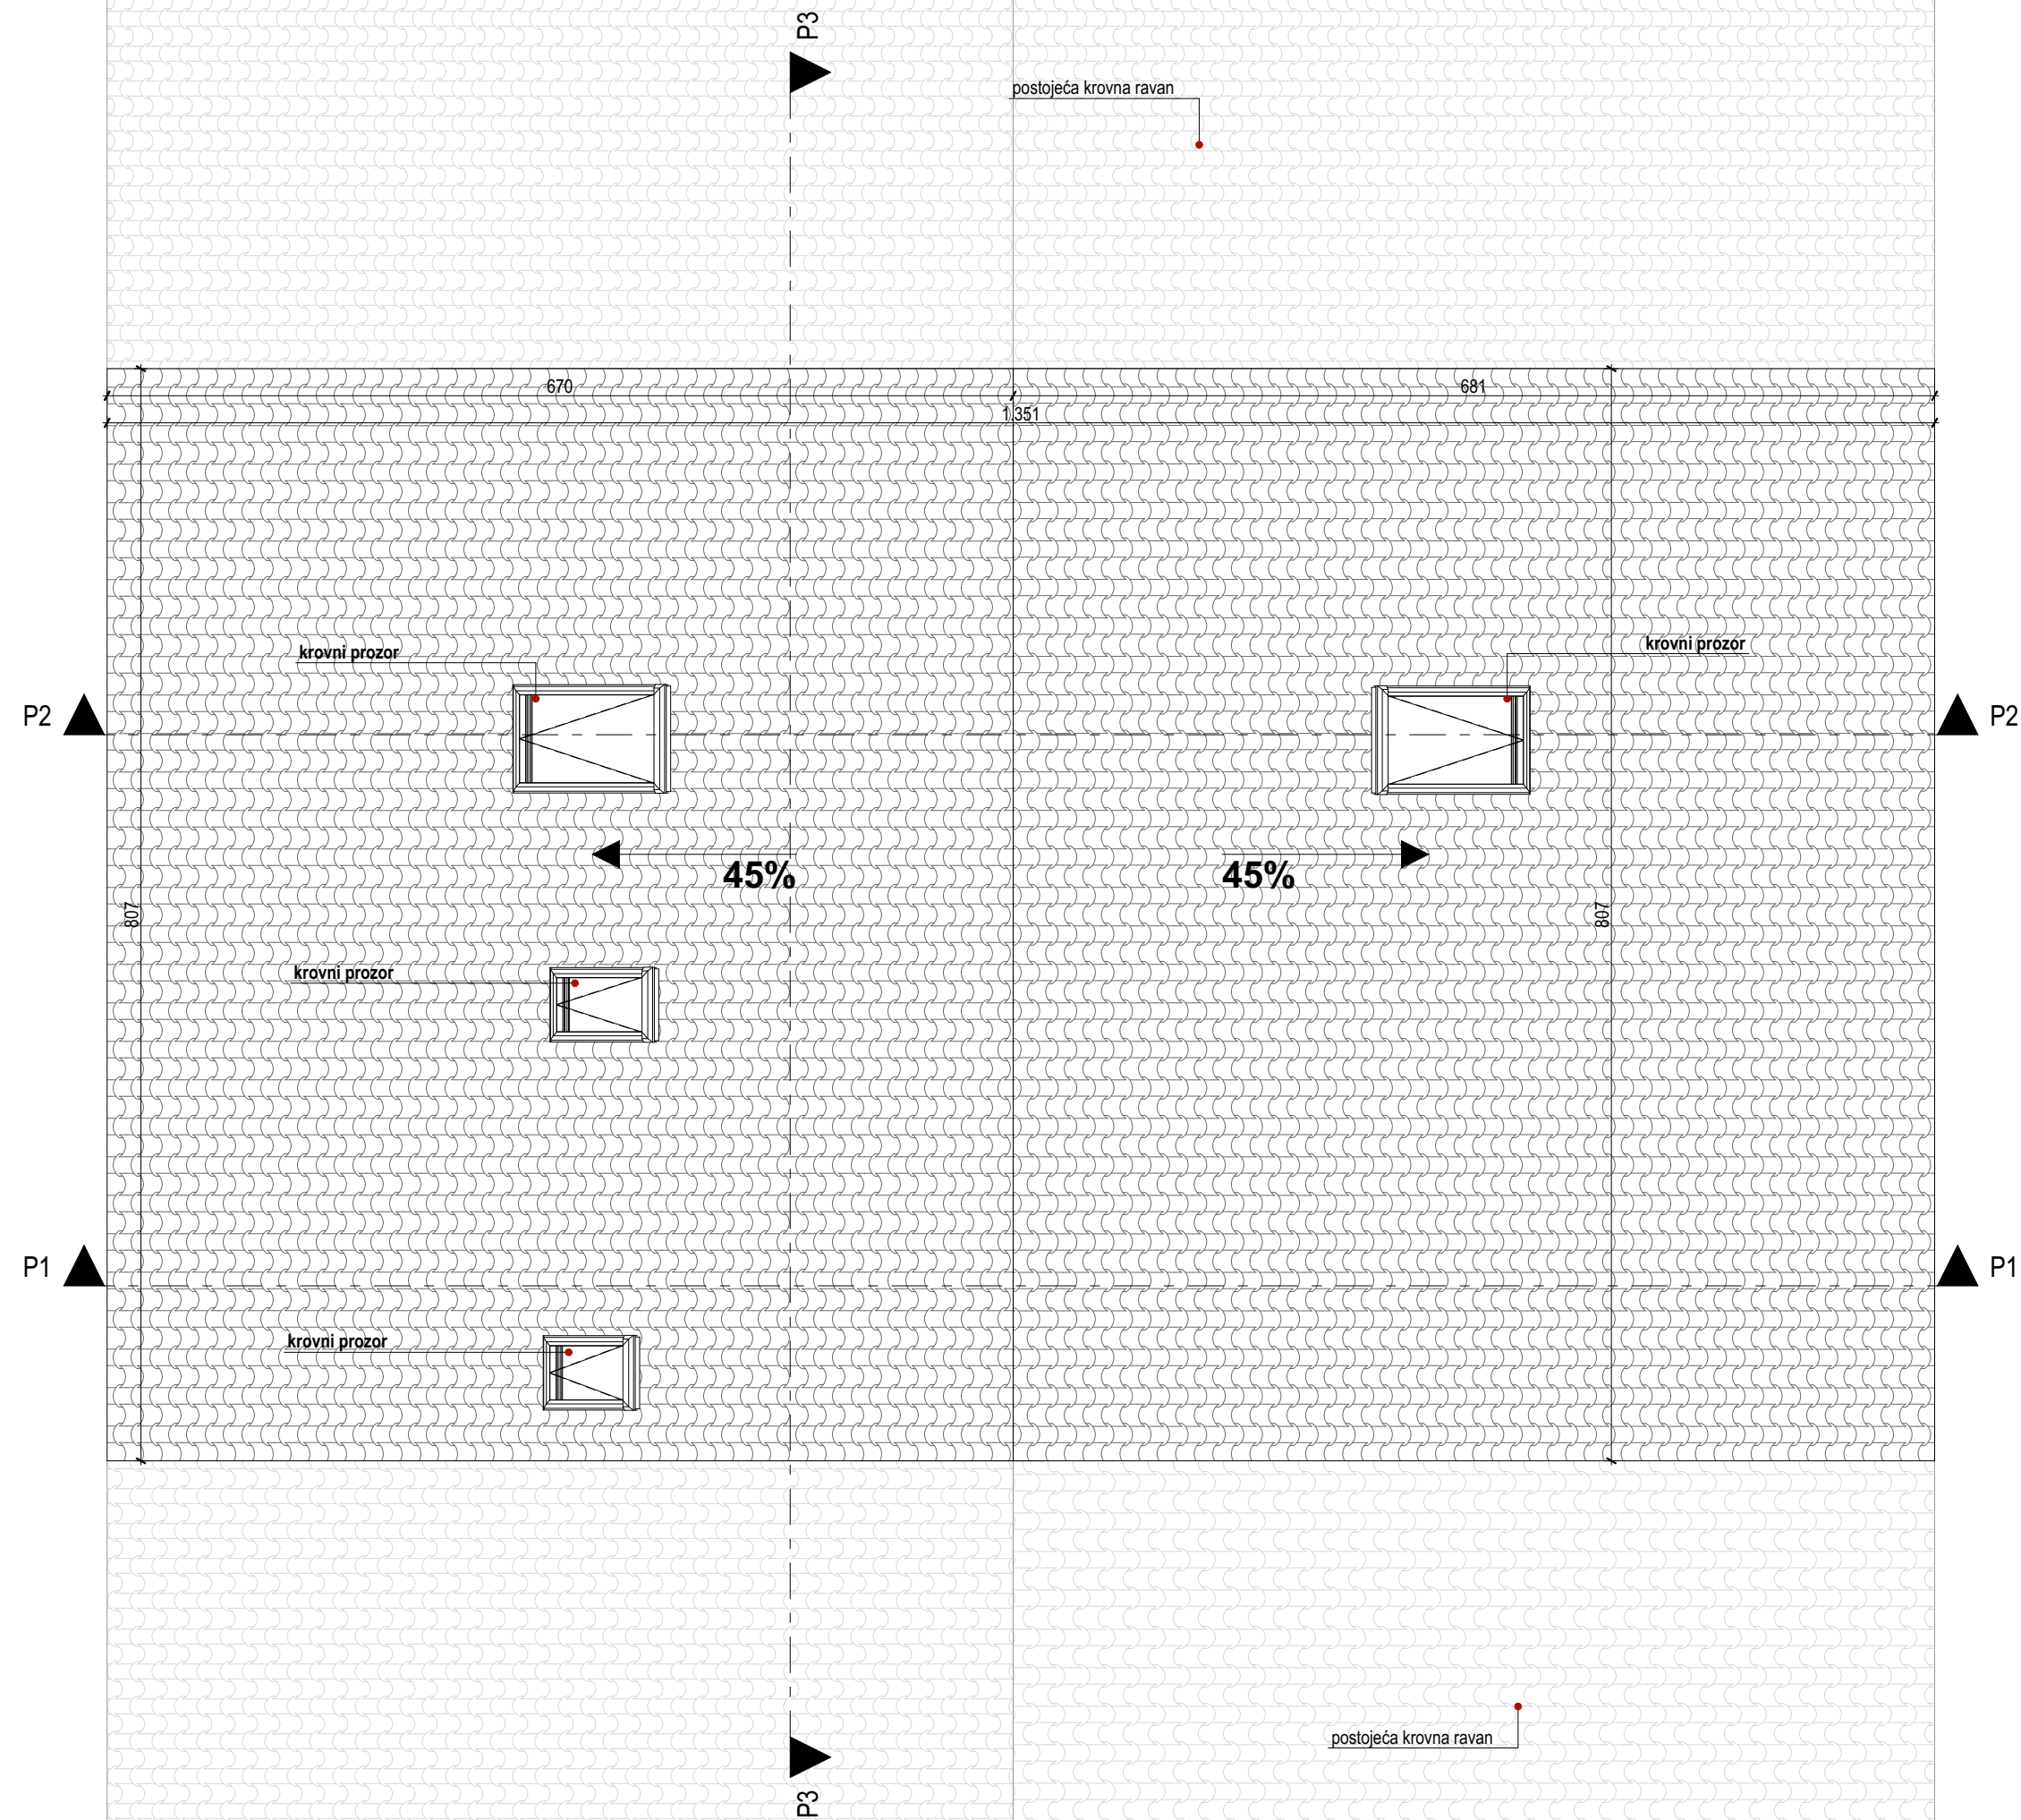 P3
postojeća krovna ravan
670
681
1.351
krovni prozor
krovni prozor
P2
P2
45%
45%
807
807
krovni prozor
P1
P1
krovni prozor
postojeća krovna ravan
P3